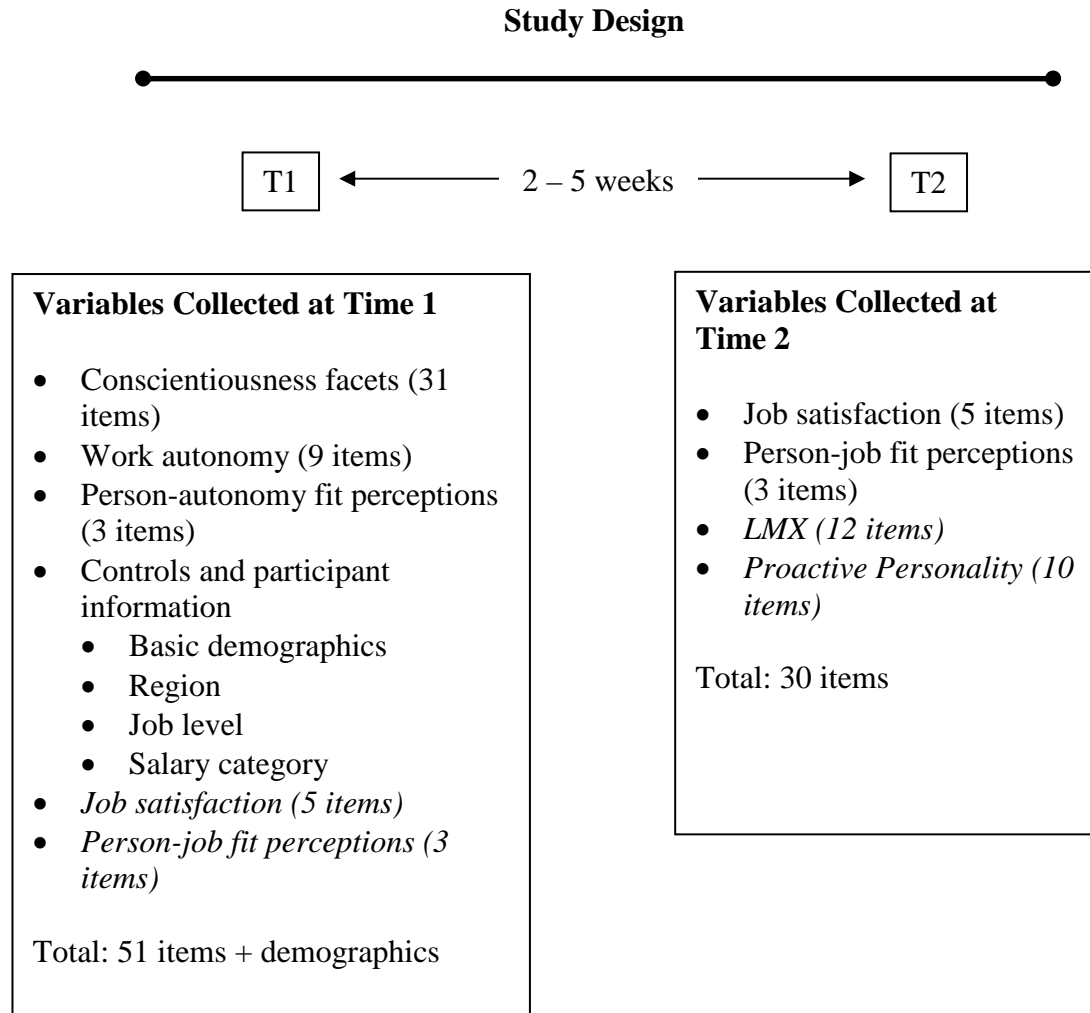 Study Design
T1
2 – 5 weeks
T2
Variables Collected at Time 1
• Conscientiousness facets (31
items)
• Work autonomy (9 items)
• Person-autonomy fit perceptions
(3 items)
• Controls and participant
information
• Basic demographics
• Region
• Job level
• Salary category
• Job satisfaction (5 items)
• Person-job fit perceptions (3
items)
Total: 51 items + demographics
Variables Collected at
Time 2
• Job satisfaction (5 items)
• Person-job fit perceptions
(3 items)
• LMX (12 items)
• Proactive Personality (10
items)
Total: 30 items